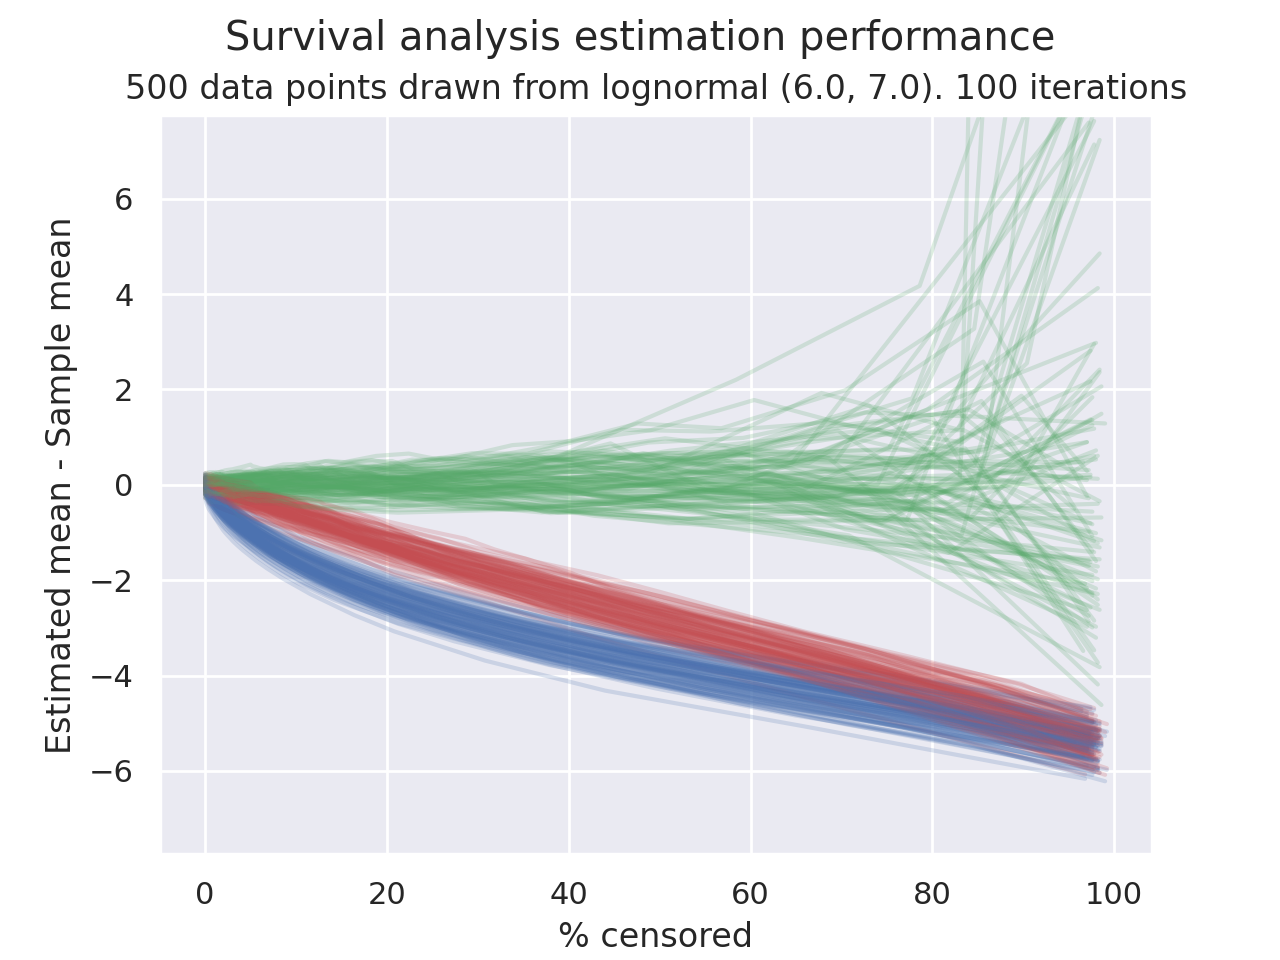 Survival analysis estimation performance
500 data points drawn from lognormal (6.0, 7.0). 100 iterations
Estimated mean - Sample mean
6
4
2
0
−2
−4
−6
0 20 40 60 80 100
% censored